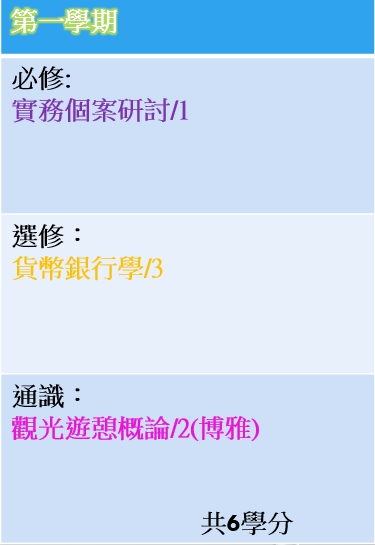 第一學期
必修:
實務個案研討/1
選修：
貨幣銀行學/3
通識：
觀光遊憩概論/2(博雅)
共6學分